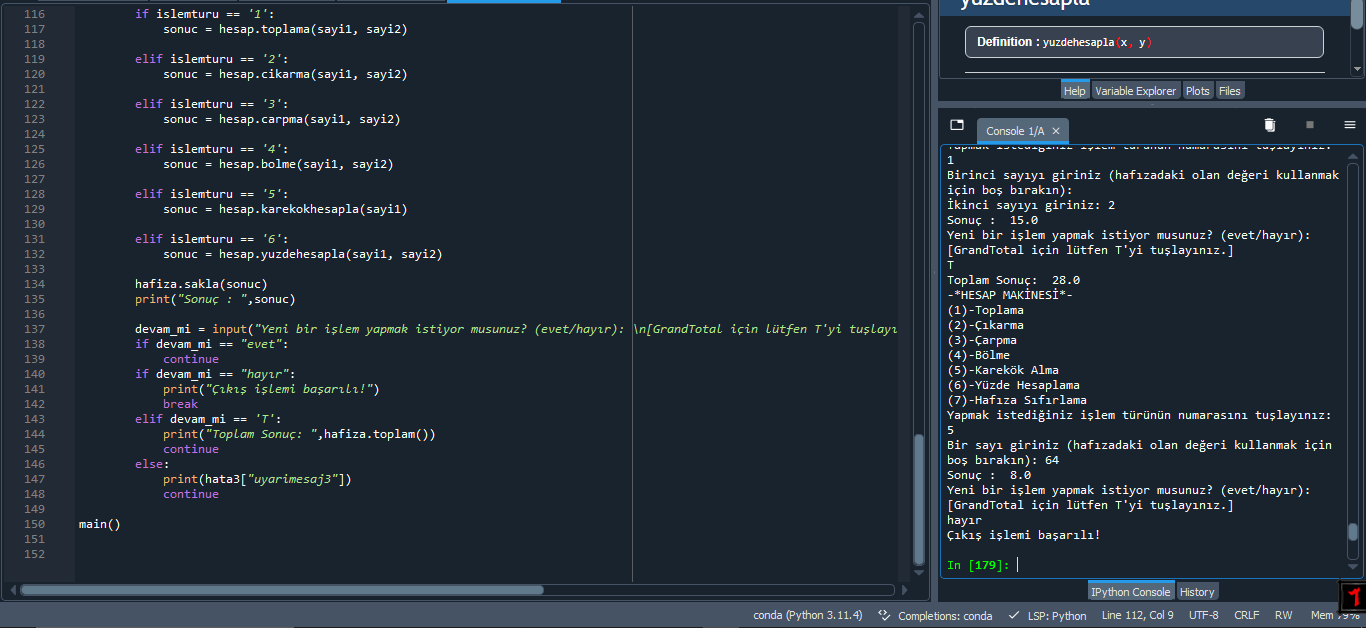 116 if islemturu == '1':
117 sonuc = hesap.toplama(sayi1, sayi2)
118
119 elif islemturu == '2':
120 sonuc = hesap.cikarma(sayi1, sayi2)
121
122 elif islemturu == '3':
123 sonuc = hesap.carpma(sayi1, sayi2)
124
125 elif islemturu == '4':
126 sonuc = hesap.bolme(sayi1, sayi2)
127
128 elif islemturu == '5':
129 sonuc = hesap.karekokhesapla(sayi1)
130
131 elif islemturu == '6':
132 sonuc = hesap.yuzdehesapla(sayi1, sayi2)
133
134 hafiza.sakla(sonuc)
135 print("Sonuç : ",sonuc)
136
137 devam_mi = input("Yeni bir işlem yapmak istiyor musunuz? (evet/hayır): \n[GrandTotal için lütfen T'yi tuşlayı
138 if devam_mi == "evet":
139 continue
140 if devam_mi == "hayır":
141 print("Çıkış işlemi başarılı!")
142 break
143 elif devam_mi == 'T':
144 print("Toplam Sonuç: ",hafiza.toplam())
145 continue
146 else:
147 print(hata3["uyarimesaj3"])
148 continue
149
150 main()
151
152
yuzdehesapla
Definition : yuzdehesapla(x, y)
Help Variable Explorer Plots Files
Console 1/A ×
Yapmak istediğiniz işlem türünün numarasını tuşlayınız:
1
Birinci sayıyı giriniz (hafızadaki olan değeri kullanmak
için boş bırakın):
İkinci sayıyı giriniz: 2
Sonuç :  15.0
Yeni bir işlem yapmak istiyor musunuz? (evet/hayır):
[GrandTotal için lütfen T'yi tuşlayınız.]
T
Toplam Sonuç:  28.0
-*HESAP MAKİNESİ*-
(1)-Toplama
(2)-Çıkarma
(3)-Çarpma
(4)-Bölme
(5)-Karekök Alma
(6)-Yüzde Hesaplama
(7)-Hafıza Sıfırlama
Yapmak istediğiniz işlem türünün numarasını tuşlayınız:
5
Bir sayı giriniz (hafızadaki olan değeri kullanmak için
boş bırakın): 64
Sonuç :  8.0
Yeni bir işlem yapmak istiyor musunuz? (evet/hayır):
[GrandTotal için lütfen T'yi tuşlayınız.]
hayır
Çıkış işlemi başarılı!
In [179]:
IPython Console History
conda (Python 3.11.4) Completions: conda LSP: Python Line 112, Col 9 UTF-8 CRLF RW Mem 79%